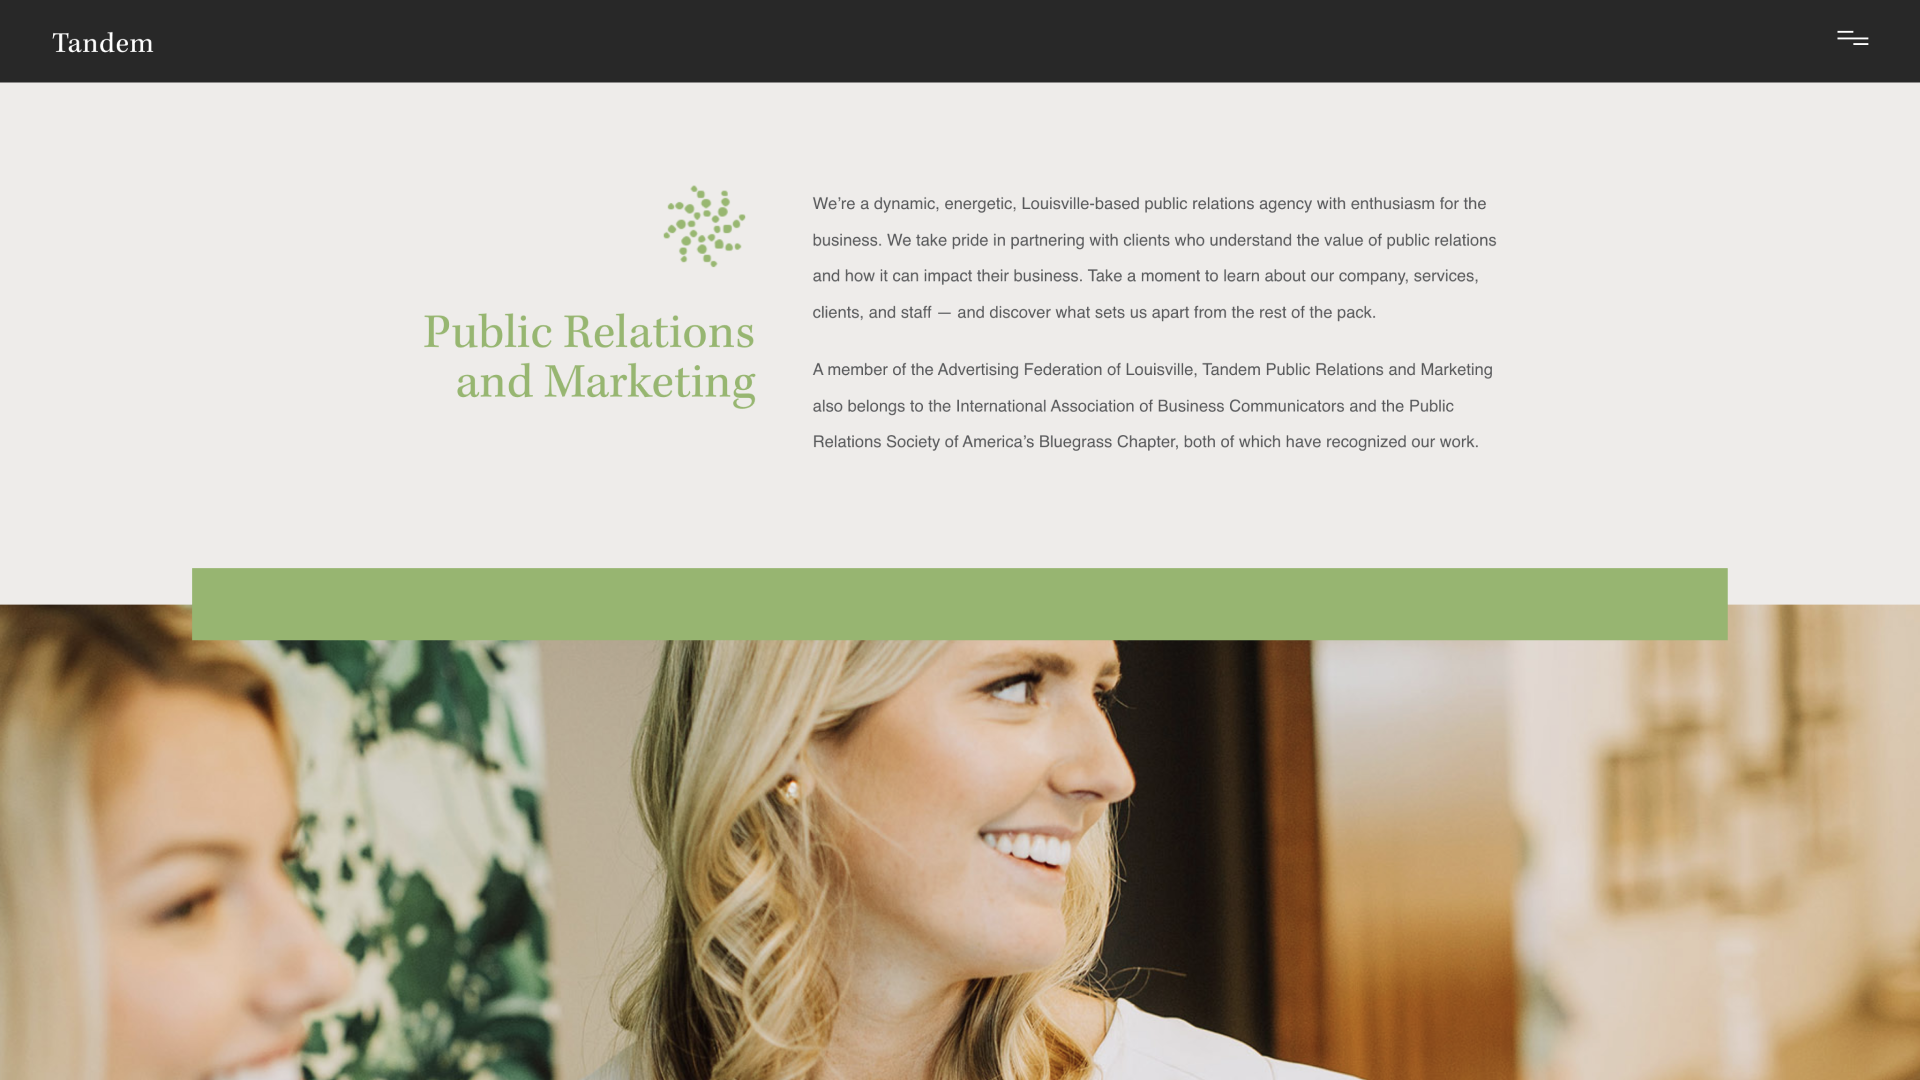 Tandem
Public Relations
and Marketing
We’re a dynamic, energetic, Louisville-based public relations agency with enthusiasm for the
business. We take pride in partnering with clients who understand the value of public relations
and how it can impact their business. Take a moment to learn about our company, services,
clients, and staff — and discover what sets us apart from the rest of the pack.
A member of the Advertising Federation of Louisville, Tandem Public Relations and Marketing
also belongs to the International Association of Business Communicators and the Public
Relations Society of America’s Bluegrass Chapter, both of which have recognized our work.